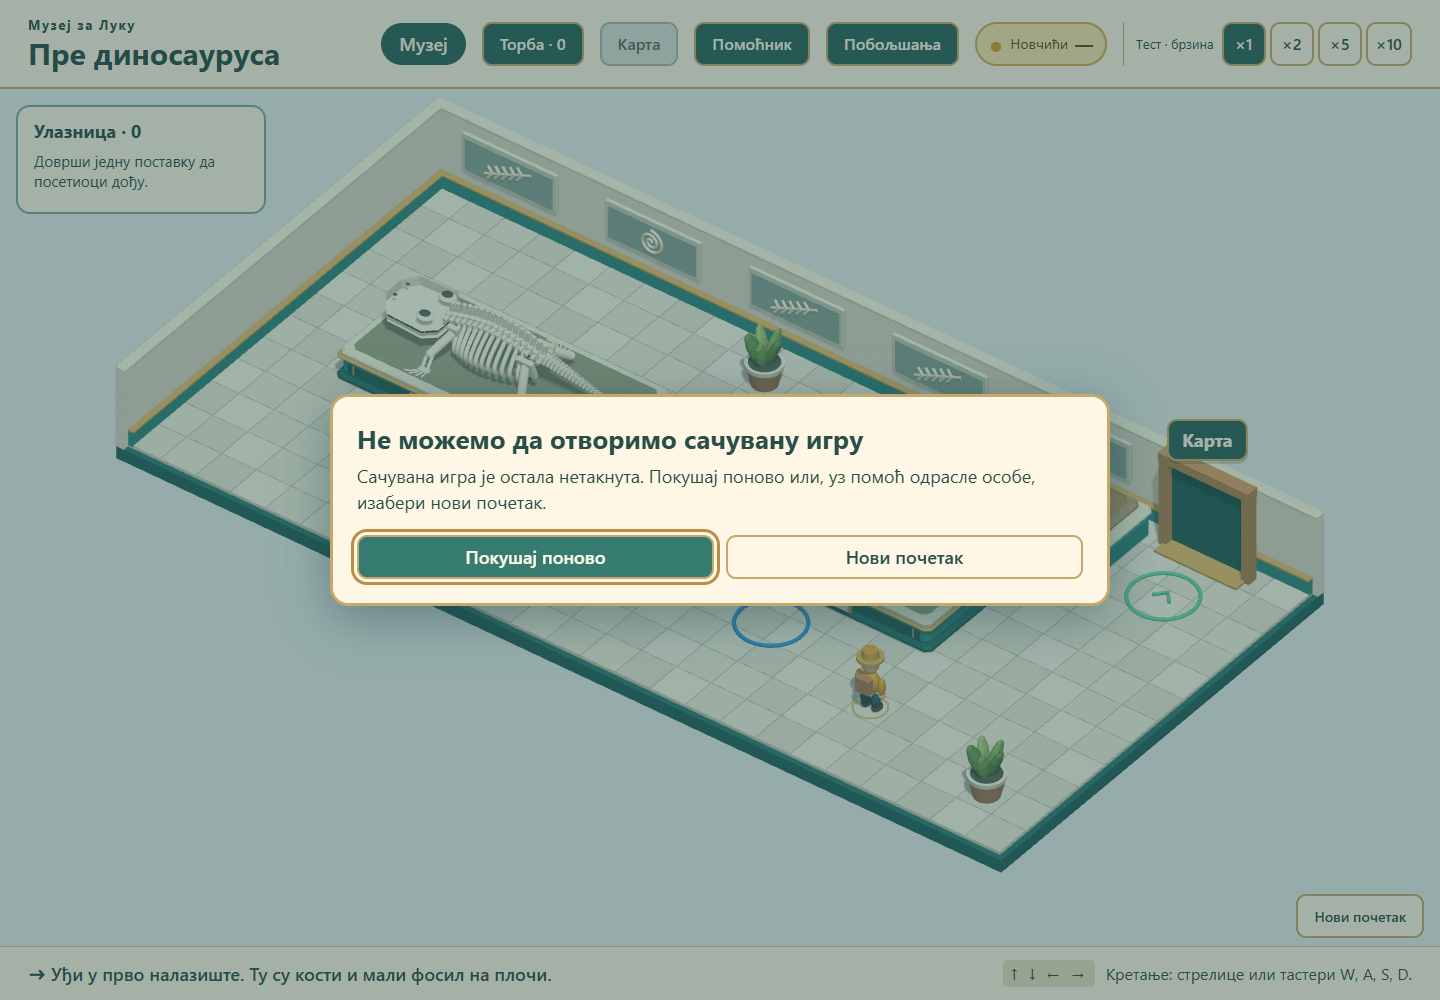 Музеј за Луку
Пре диносауруса
Музеј
Торба · 0
Карта
Помоћник
Побољшања
Новчићи —
Тест · брзина
×1
×2
×5
×10
Улазница · 0
Доврши једну поставку да
посетиоци дођу.
Карта
Не можемо да отворимо сачувану игру
Сачувана игра је остала нетакнута. Покушај поново или, уз помоћ одрасле особе,
изабери нови почетак.
Покушај поново
Нови почетак
Нови почетак
→ Уђи у прво налазиште. Ту су кости и мали фосил на плочи.
↑ ↓ ← → Кретање: стрелице или тастери W, A, S, D.